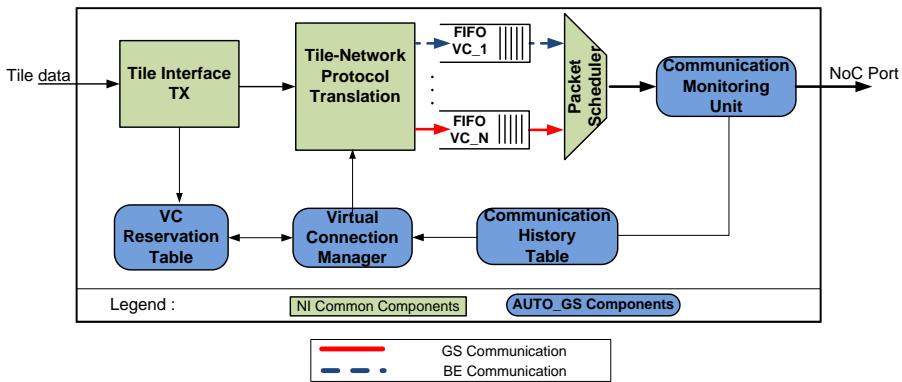 Tile data
Tile Interface
TX
Tile-Network
Protocol
Translation
FIFO
VC_1
FIFO
VC_N
Packet
Scheduler
Communication
Monitoring
Unit
NoC Port
VC
Reservation
Table
Virtual
Connection
Manager
Communication
History
Table
Legend :
NI Common Components
AUTO_GS Components
GS Communication
BE Communication